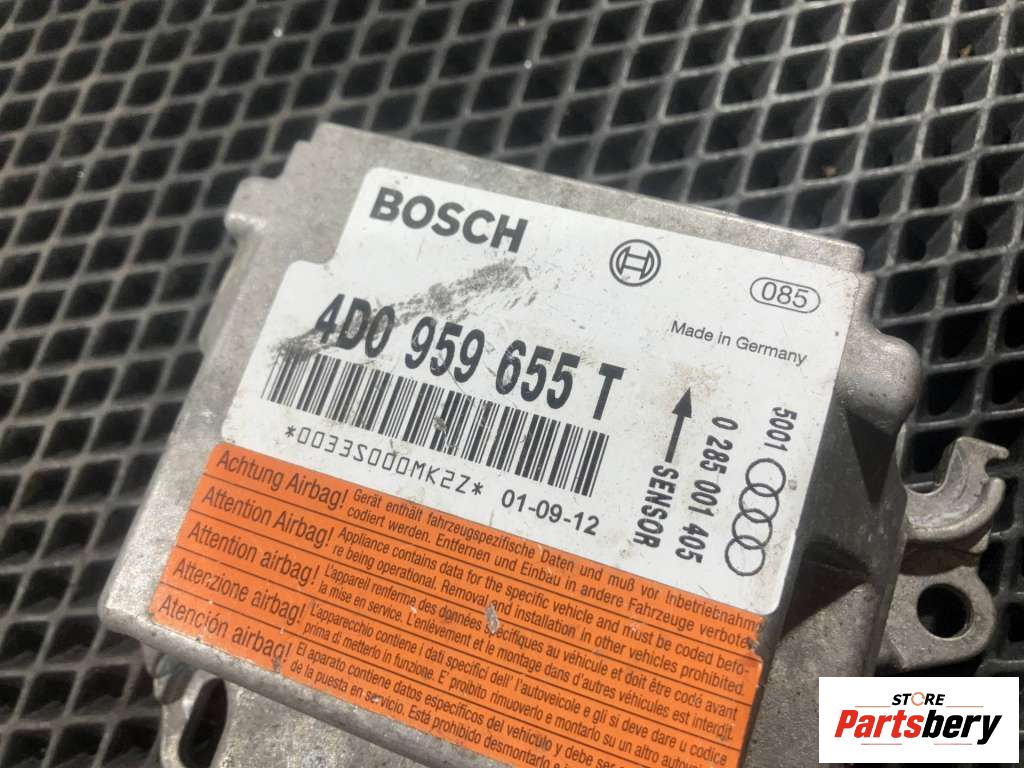 BOSCH
085
Made in Germany
4D0 959 655 T
*0033S000MK2Z*
01-09-12
SENSOR
0 285 001 405
5001
Achtung Airbag! Gerät enthält fahrzeugspezifische Daten und muß vor Inbetriebnahm
codiert werden. Entfernen und Einbau in andere Fahrzeuge verbote
Attention Airbag! Appliance contains data for the specific vehicle and must be coded befo-
re being operational. Removal and installation in other vehicles prohibited.
Attention airbag! L'appareil renferme des données spécifiques au véhicule et doit être codé avant
la mise en service. L'enlèvement et le montage dans d'autres véhicules est interdit.
Attenzione airbag! L'apparecchio contiene i dati specifici dell' l'autoveicolo e gli si deve dare u codice
prima di metterlo in funzione. E proibito rimuoverlo e montarlo su un altro autove
Atención airbag! El aparato contiene datos específicos del vehículo y debe ser
de la puesta en servicio. Está prohibido desmontarlo
STORE
Partsbery